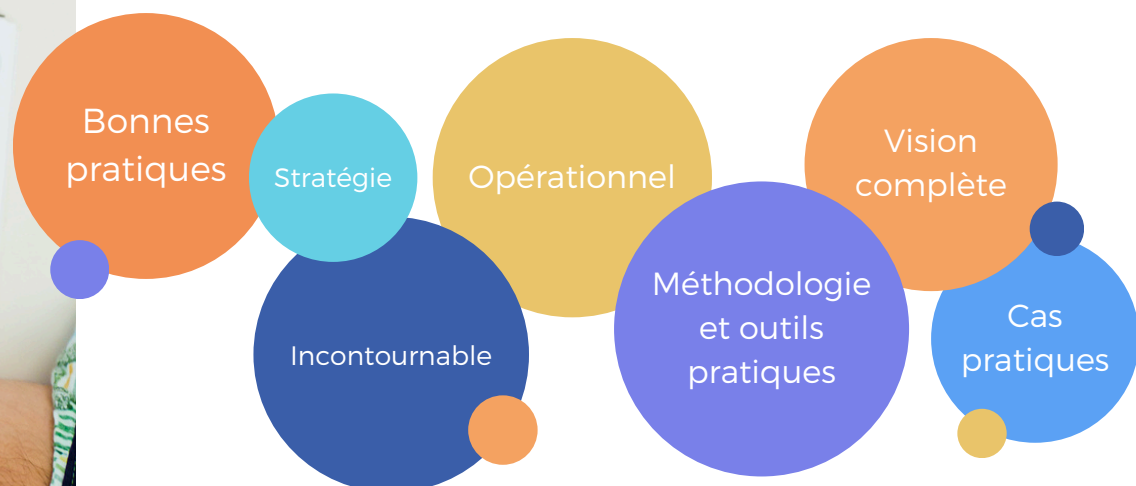 Bonnes
pratiques
Stratégie
Opérationnel
Vision
complète
Incontournable
Méthodologie
et outils
pratiques
Cas
pratiques